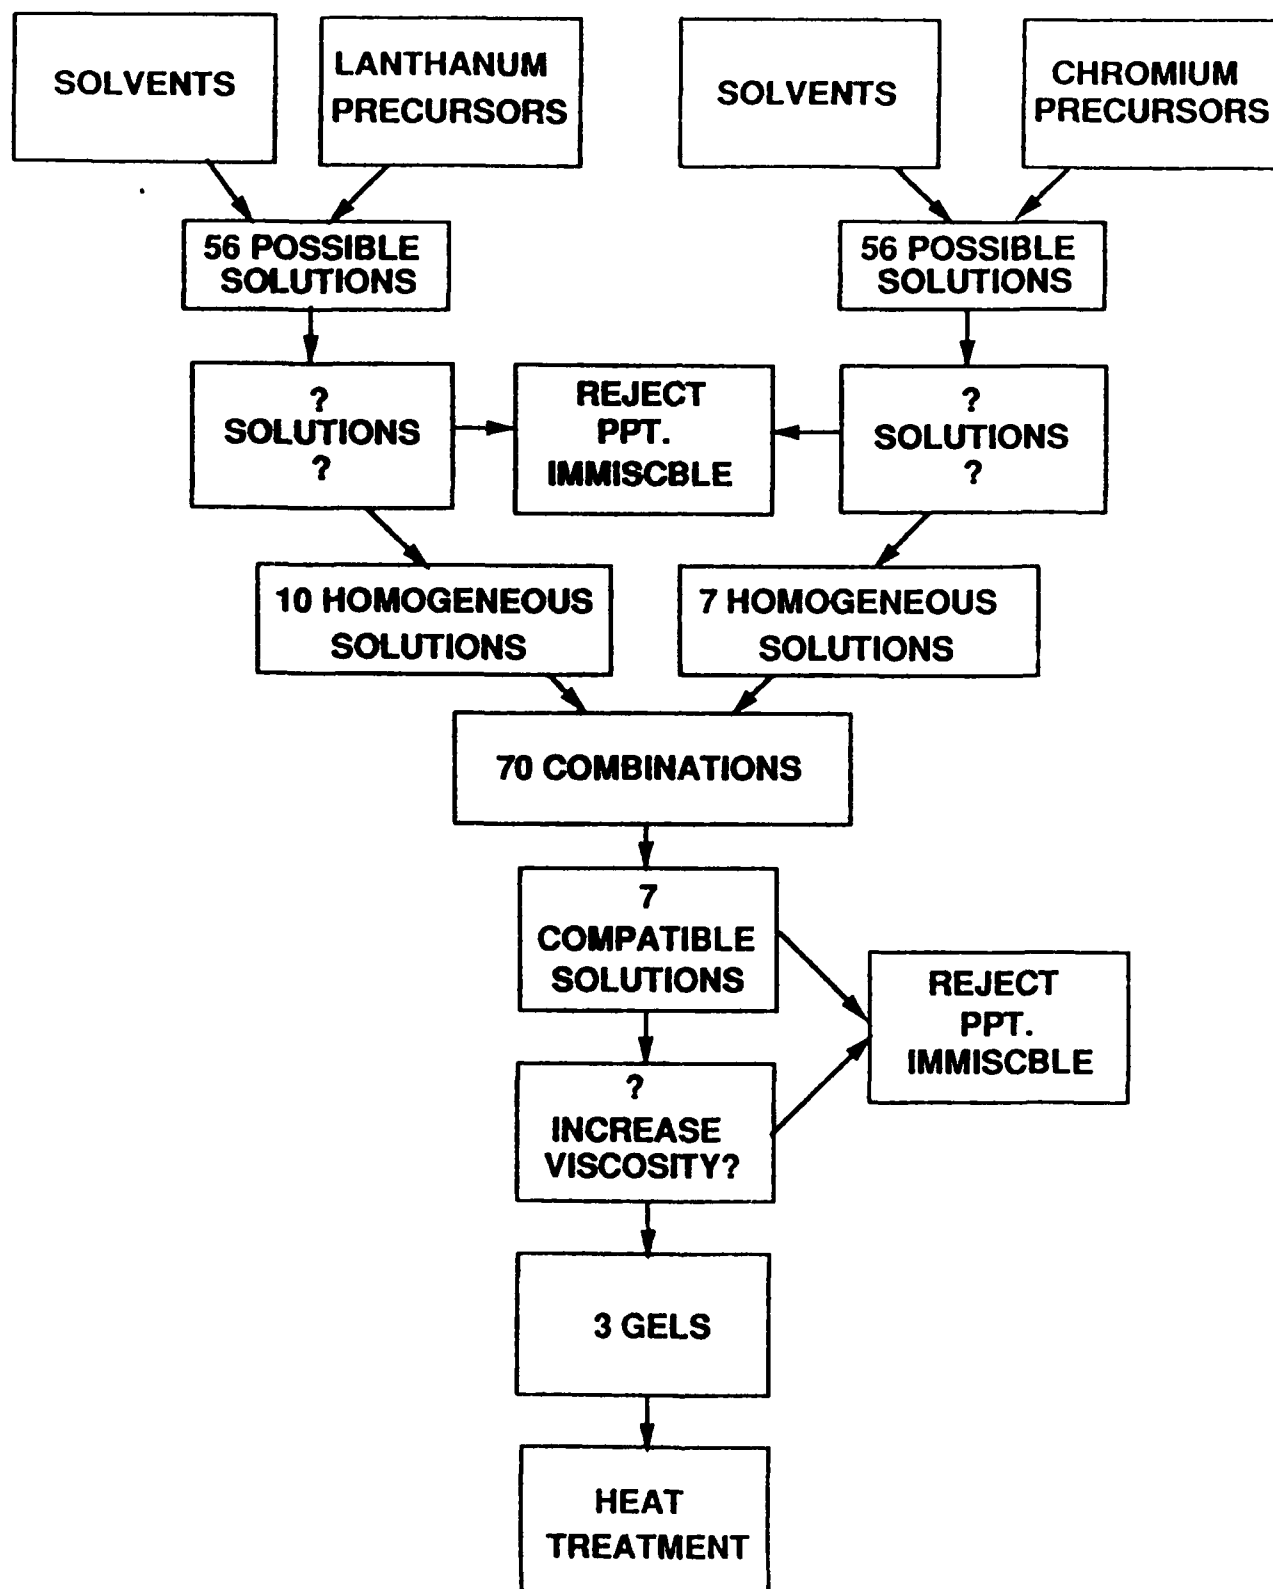 SOLVENTS
LANTHANUM
PRECURSORS
SOLVENTS
CHROMIUM
PRECURSORS
56 POSSIBLE
SOLUTIONS
56 POSSIBLE
SOLUTIONS
?
SOLUTIONS
?
REJECT
PPT.
IMMISCBLE
?
SOLUTIONS
?
10 HOMOGENEOUS
SOLUTIONS
7 HOMOGENEOUS
SOLUTIONS
70 COMBINATIONS
7
COMPATIBLE
SOLUTIONS
REJECT
PPT.
IMMISCBLE
?
INCREASE
VISCOSITY?
3 GELS
HEAT
TREATMENT